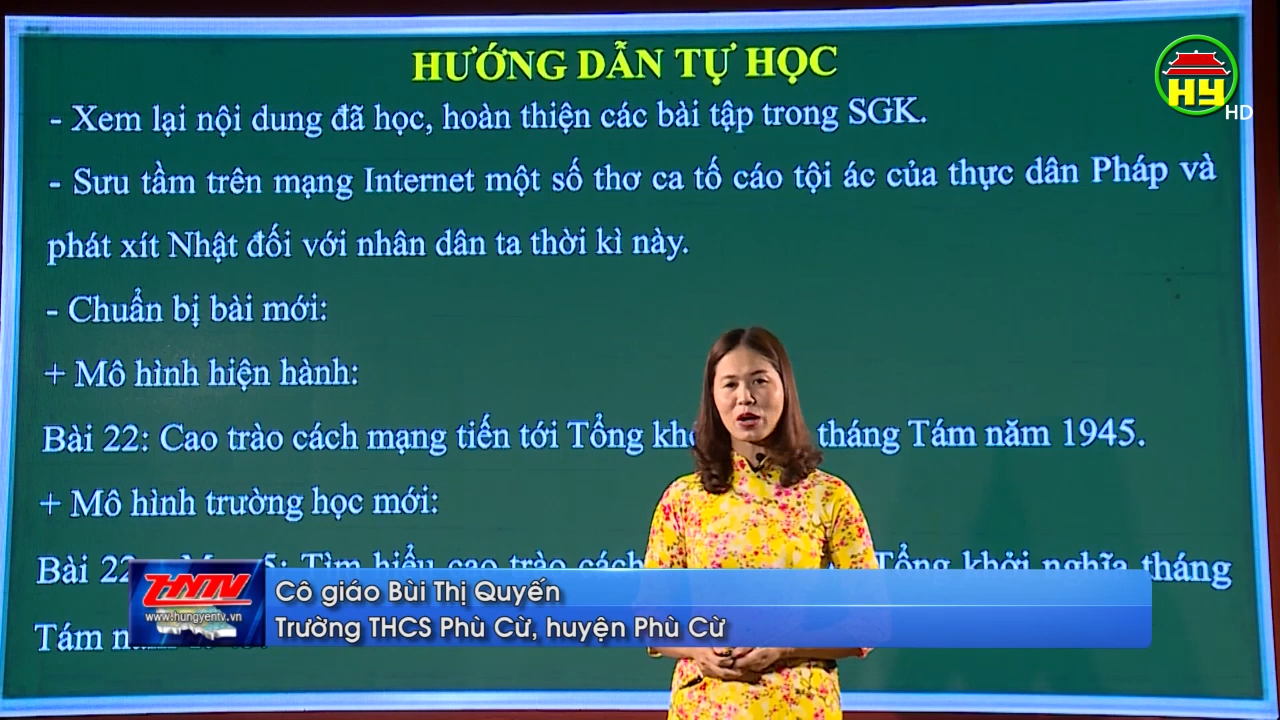 HƯỚNG DẪN TỰ HỌC
HY
HD
- Xem lại nội dung đã học, hoàn thiện các bài tập trong SGK.
- Sưu tầm trên mạng Internet một số thơ ca tố cáo tội ác của thực dân Pháp và
phát xít Nhật đối với nhân dân ta thời kì này.
- Chuẩn bị bài mới:
+ Mô hình hiện hành:
Bài 22: Cao trào cách mạng tiến tới Tổng tháng Tám năm 1945.
+ Mô hình trường học mới:
Bài 22 Tìm hiểu cao trào cách Tổng khởi nghĩa tháng
Tám
HYTV
www.hungyentv.vn
Cô giáo Bùi Thị Quyến
Trường THCS Phù Cừ, huyện Phù Cừ